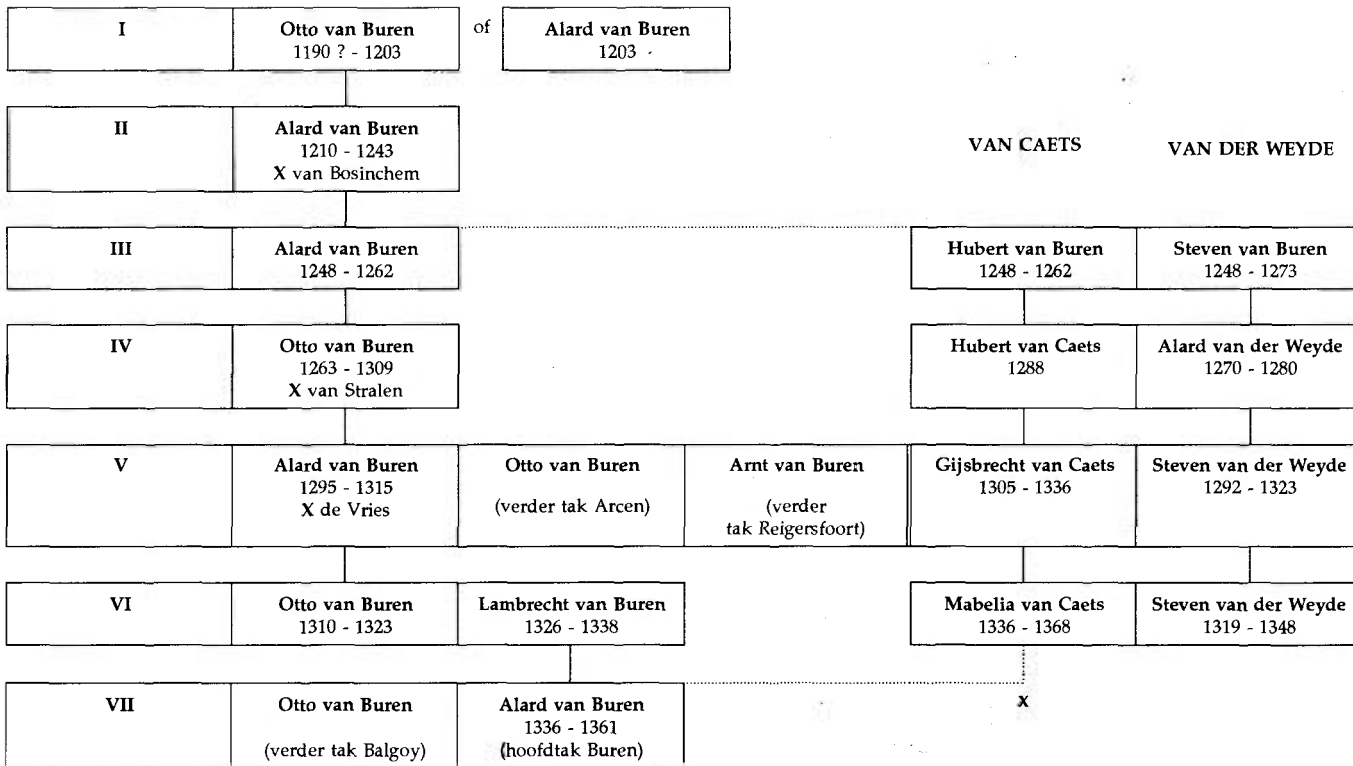 I
Otto van Buren
1190 ? - 1203
of
Alard van Buren
1203 -
II
Alard van Buren
1210 - 1243
X van Bosinchem
VAN CAETS
VAN DER WEYDE
III
Alard van Buren
1248 - 1262
Hubert van Buren
1248 - 1262
Steven van Buren
1248 - 1273
IV
Otto van Buren
1263 - 1309
X van Stralen
Hubert van Caets
1288
Alard van der Weyde
1270 - 1280
V
Alard van Buren
1295 - 1315
X de Vries
Otto van Buren
(verder tak Arcen)
Arnt van Buren
(verder
tak Reigersfoort)
Gijsbrecht van Caets
1305 - 1336
Steven van der Weyde
1292 - 1323
VI
Otto van Buren
1310 - 1323
Lambrecht van Buren
1326 - 1338
Mabelia van Caets
1336 - 1368
Steven van der Weyde
1319 - 1348
VII
Otto van Buren
(verder tak Balgoy)
Alard van Buren
1336 - 1361
(hoofdtak Buren)
x